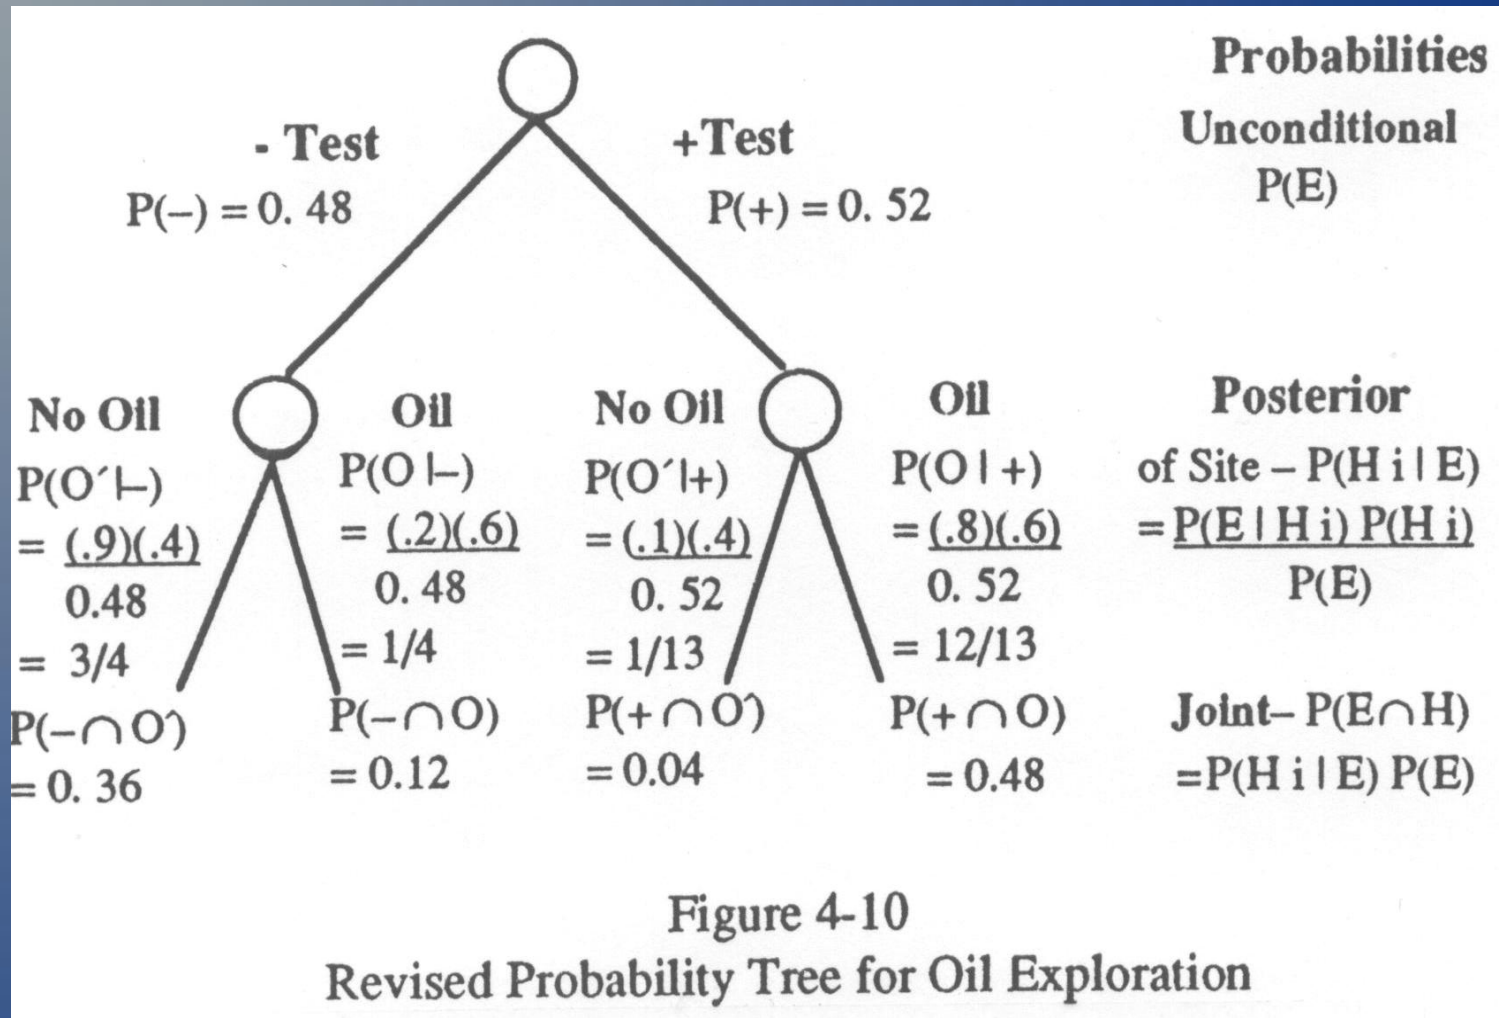 Probabilities
- Test
+Test
Unconditional
P(–) = 0. 48
P(+) = 0. 52
P(E)
No Oil
Oil
No Oil
Oil
Posterior
P(O´|–)
P(O |–)
P(O´|+)
P(O | +)
of Site – P(H i | E)
= (.9)(.4)
= (.2)(.6)
= (.1)(.4)
= (.8)(.6)
= P(E | H i) P(H i)
0.48
0. 48
0. 52
0. 52
P(E)
= 3/4
= 1/4
= 1/13
= 12/13
P(–∩O´)
P(–∩O)
P(+∩O´)
P(+∩O)
Joint– P(E∩H)
= 0. 36
= 0.12
= 0.04
= 0.48
=P(H i | E) P(E)
Figure 4-10
Revised Probability Tree for Oil Exploration